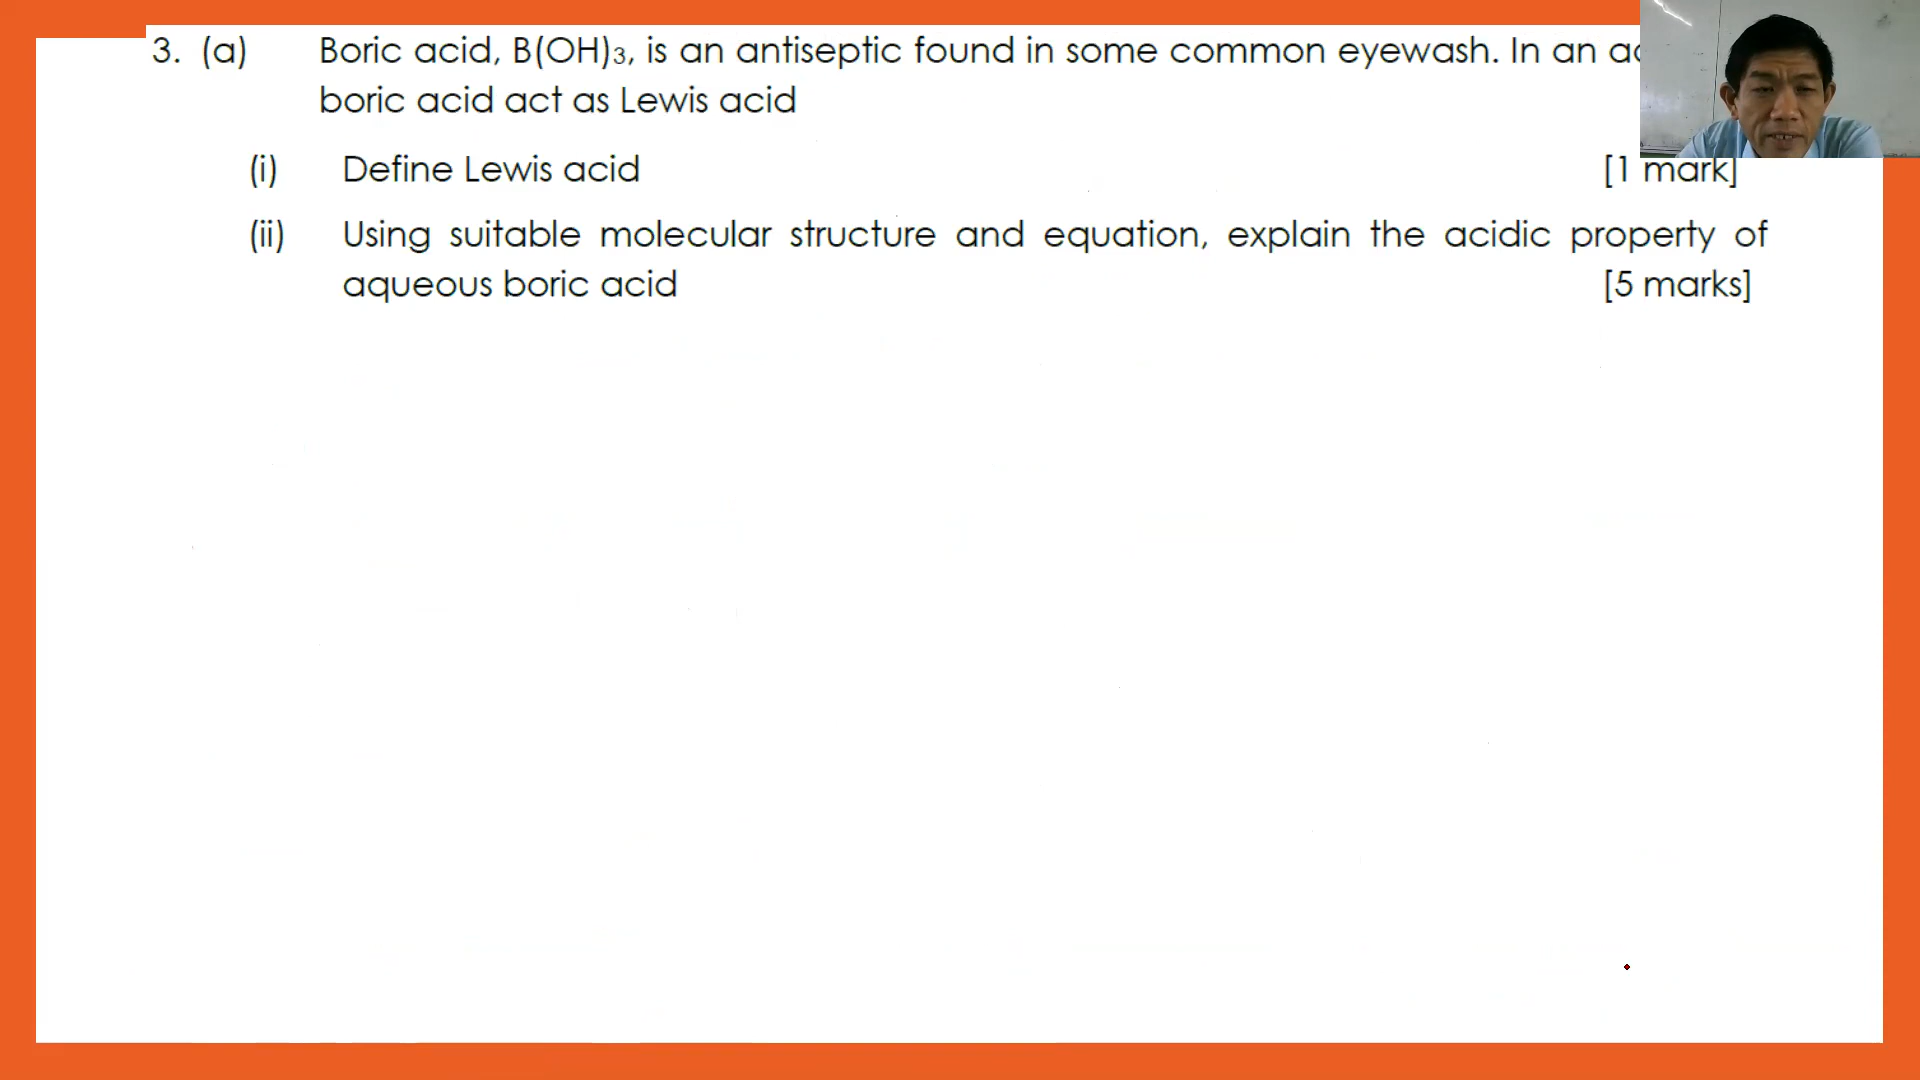 3. (a) Boric acid, B(OH)₃, is an antiseptic found in some common eyewash. In an
boric acid act as Lewis acid
(i) Define Lewis acid [1 mark]
(ii) Using suitable molecular structure and equation, explain the acidic property of
aqueous boric acid [5 marks]